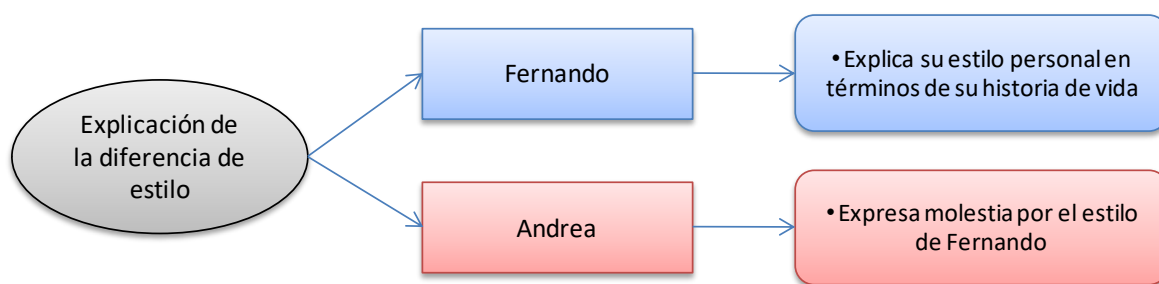 Explicación de
la diferencia de
estilo
Fernando
• Explica su estilo personal en
términos de su historia de vida
Andrea
• Expresa molestia por el estilo
de Fernando